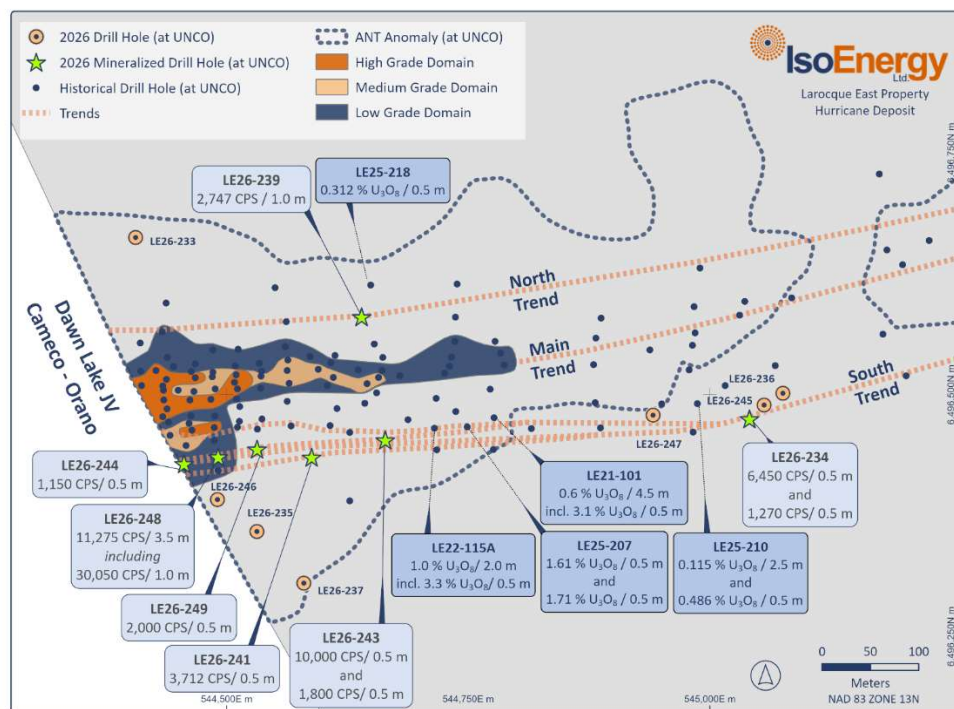 2026 Drill Hole (at UNCO)
2026 Mineralized Drill Hole (at UNCO)
Historical Drill Hole (at UNCO)
Trends
ANT Anomaly (at UNCO)
High Grade Domain
Medium Grade Domain
Low Grade Domain
IsoEnergy
Ltd.
Larocque East Property
Hurricane Deposit
6,496,750N m
LE26-239
2,747 CPS / 1.0 m
LE25-218
0.312 % U₃O₈ / 0.5 m
LE26-233
North
Trend
Dawn Lake JV
Cameco - Orano
Main
Trend
South
Trend
6,496,500N m
LE26-236
LE26-245
LE26-247
LE26-244
1,150 CPS/ 0.5 m
LE26-246
LE26-235
LE26-237
LE26-248
11,275 CPS/ 3.5 m
including
30,050 CPS/ 1.0 m
LE26-249
2,000 CPS/ 0.5 m
LE26-241
3,712 CPS/ 0.5 m
LE26-243
10,000 CPS/ 0.5 m
and
1,800 CPS/ 0.5 m
LE22-115A
1.0 % U₃O₈/ 2.0 m
incl. 3.3 % U₃O₈/ 0.5 m
LE21-101
0.6 % U₃O₈ / 4.5 m
incl. 3.1 % U₃O₈ / 0.5 m
LE25-207
1.61 % U₃O₈ / 0.5 m
and
1.71 % U₃O₈ / 0.5 m
LE25-210
0.115 % U₃O₈ / 2.5 m
and
0.486 % U₃O₈ / 0.5 m
LE26-234
6,450 CPS/ 0.5 m
and
1,270 CPS/ 0.5 m
6,496,250N m
0 50 100
Meters
NAD 83 ZONE 13N
544,500E m
544,750E m
545,000E m